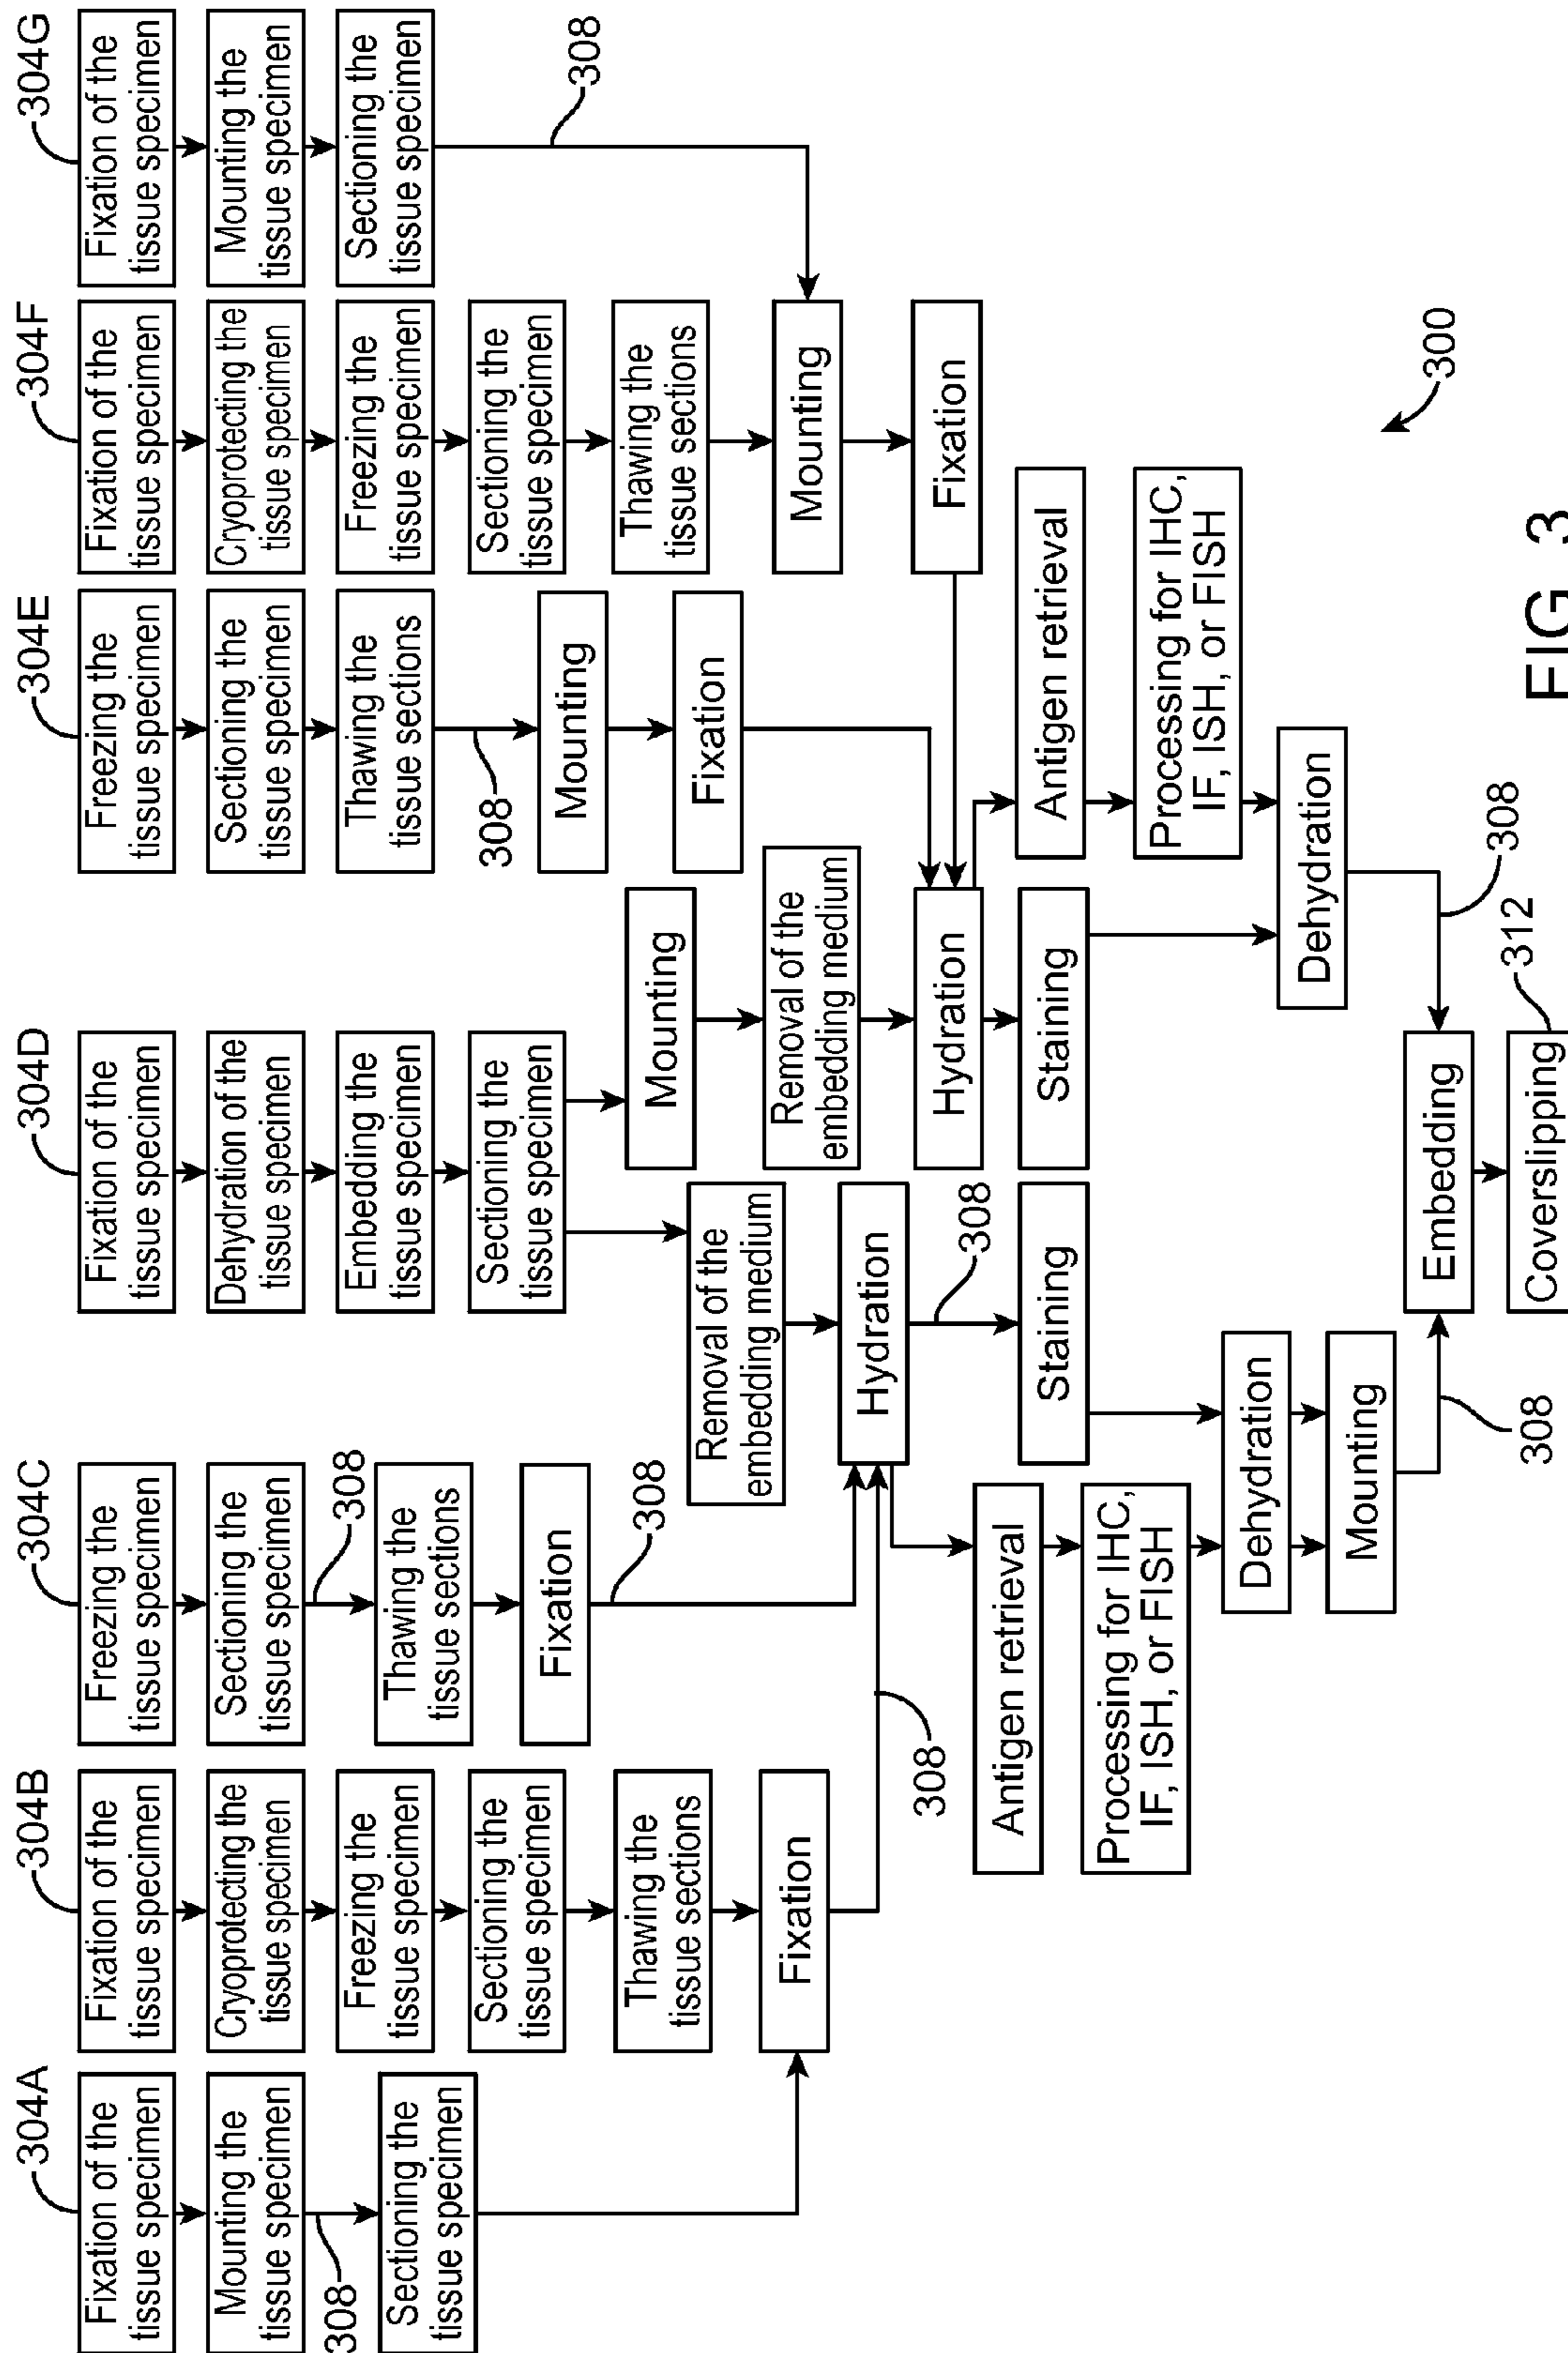 304A
Fixation of the
tissue specimen
Mounting the
tissue specimen
308
Sectioning the
tissue specimen
304B
Fixation of the
tissue specimen
Cryoprotecting the
tissue specimen
Freezing the
tissue specimen
Sectioning the
tissue specimen
Thawing the
tissue sections
Fixation
308
304C
Freezing the
tissue specimen
Sectioning the
tissue specimen
308
Thawing the
tissue sections
Fixation
308
304D
Fixation of the
tissue specimen
Dehydration of the
tissue specimen
Embedding the
tissue specimen
Sectioning the
tissue specimen
Removal of the
embedding medium
Hydration
308
Staining
Antigen retrieval
Processing for IHC,
IF, ISH, or FISH
Dehydration
Mounting
308
Mounting
Removal of the
embedding medium
Hydration
Staining
304E
Freezing the
tissue specimen
Sectioning the
tissue specimen
Thawing the
tissue sections
308
Mounting
Fixation
304F
Fixation of the
tissue specimen
Cryoprotecting the
tissue specimen
Freezing the
tissue specimen
Sectioning the
tissue specimen
Thawing the
tissue sections
Mounting
Fixation
304G
Fixation of the
tissue specimen
Mounting the
tissue specimen
Sectioning the
tissue specimen
308
Antigen retrieval
Processing for IHC,
IF, ISH, or FISH
Dehydration
308
Embedding
Coverslipping
312
300
FIG. 3